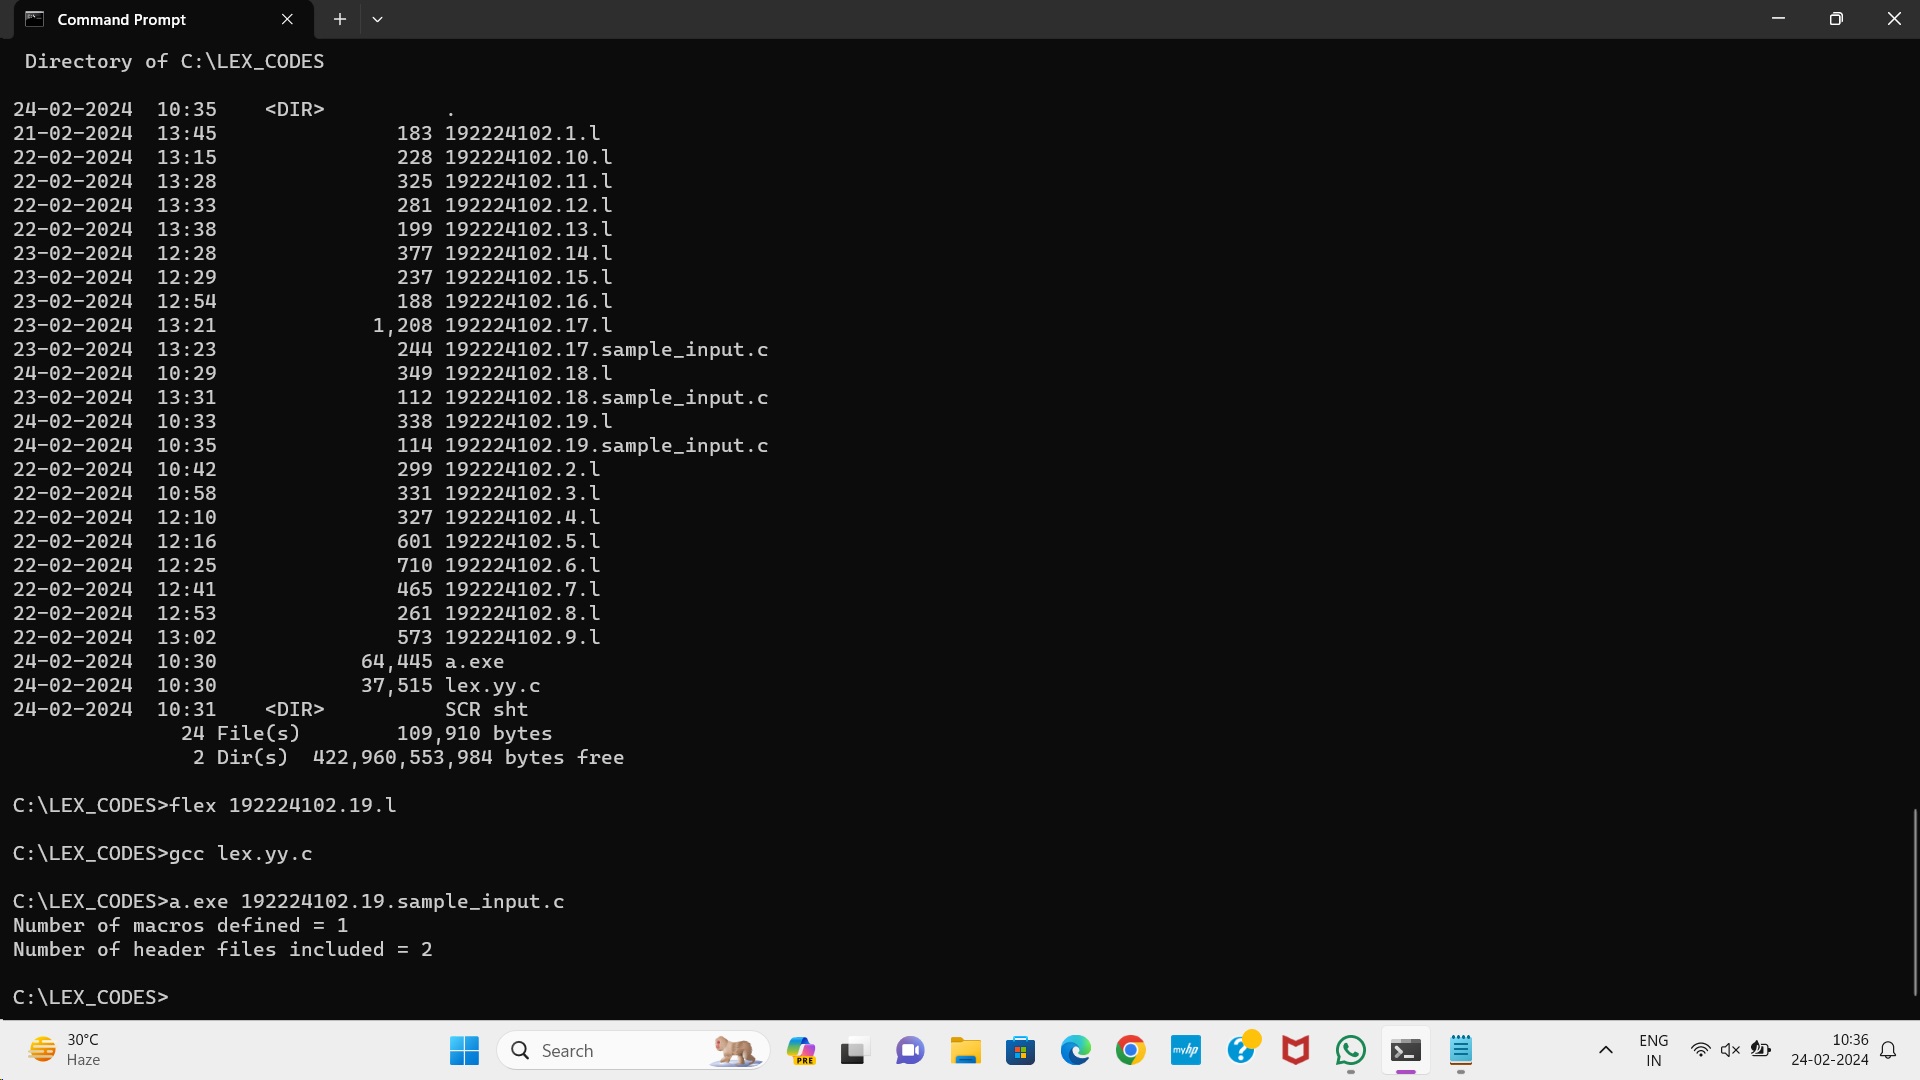 Command Prompt
Directory of C:\LEX_CODES
24-02-2024  10:35    <DIR>          .
21-02-2024  13:45               183 192224102.1.l
22-02-2024  13:15               228 192224102.10.l
22-02-2024  13:28               325 192224102.11.l
22-02-2024  13:33               281 192224102.12.l
22-02-2024  13:38               199 192224102.13.l
23-02-2024  12:28               377 192224102.14.l
23-02-2024  12:29               237 192224102.15.l
23-02-2024  12:54               188 192224102.16.l
23-02-2024  13:21             1,208 192224102.17.l
23-02-2024  13:23               244 192224102.17.sample_input.c
24-02-2024  10:29               349 192224102.18.l
23-02-2024  13:31               112 192224102.18.sample_input.c
24-02-2024  10:33               338 192224102.19.l
24-02-2024  10:35               114 192224102.19.sample_input.c
22-02-2024  10:42               299 192224102.2.l
22-02-2024  10:58               331 192224102.3.l
22-02-2024  12:10               327 192224102.4.l
22-02-2024  12:16               601 192224102.5.l
22-02-2024  12:25               710 192224102.6.l
22-02-2024  12:41               465 192224102.7.l
22-02-2024  12:53               261 192224102.8.l
22-02-2024  13:02               573 192224102.9.l
24-02-2024  10:30            64,445 a.exe
24-02-2024  10:30            37,515 lex.yy.c
24-02-2024  10:31    <DIR>          SCR sht
24 File(s)        109,910 bytes
2 Dir(s)  422,960,553,984 bytes free
C:\LEX_CODES>flex 192224102.19.l
C:\LEX_CODES>gcc lex.yy.c
C:\LEX_CODES>a.exe 192224102.19.sample_input.c
Number of macros defined = 1
Number of header files included = 2
C:\LEX_CODES>
30°C
Haze
Search
PRE
myhp
ENG
IN
10:36
24-02-2024